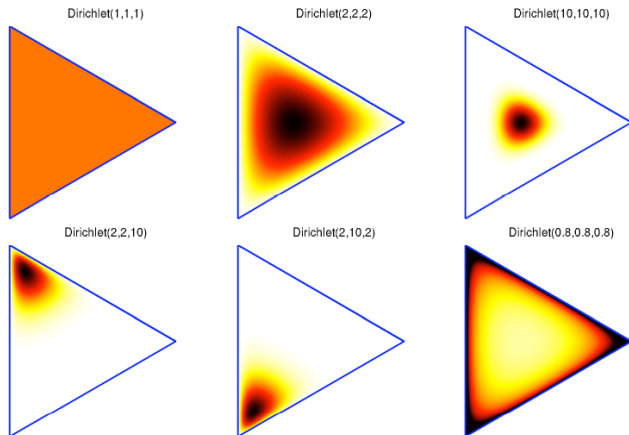 Dirichlet(1,1,1)
Dirichlet(2,2,2)
Dirichlet(10,10,10)
Dirichlet(2,2,10)
Dirichlet(2,10,2)
Dirichlet(0.8,0.8,0.8)